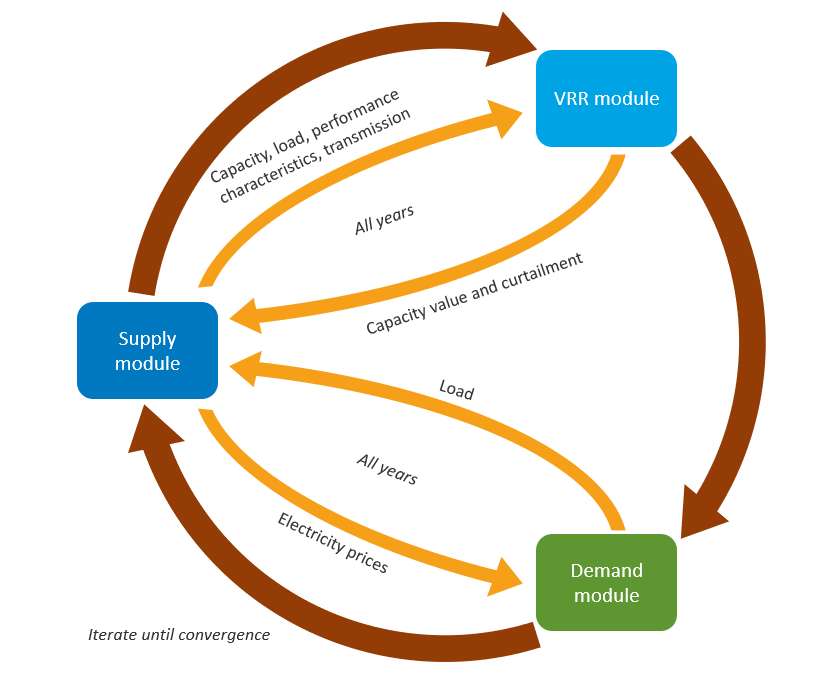 VRR module
Capacity, load, performance
characteristics, transmission
All years
Capacity value and curtailment
Supply
module
Load
All years
Electricity prices
Demand
module
Iterate until convergence